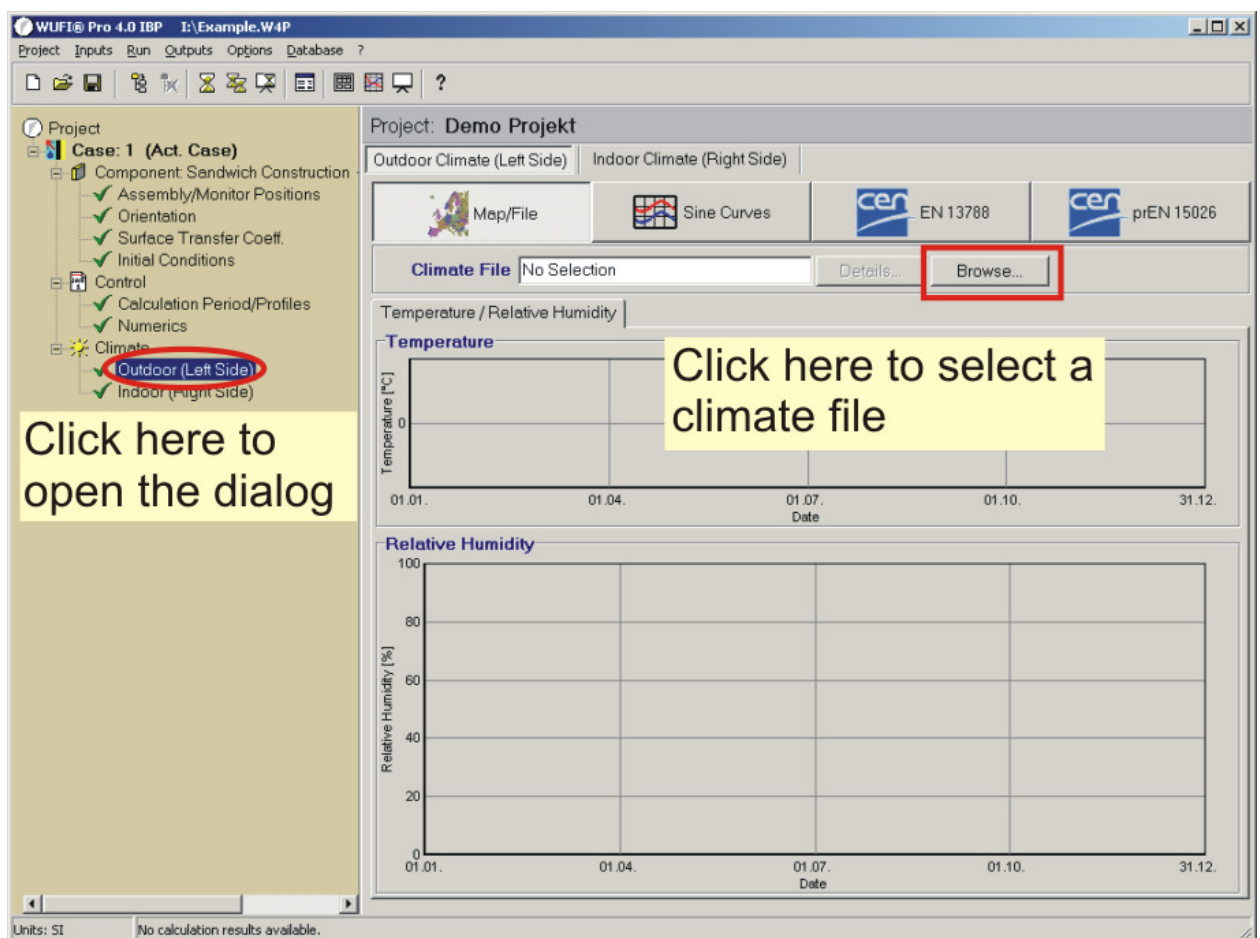 WUFI® Pro 4.0 IBP I:\Example.W4P
Project Inputs Run Outputs Options Database ?
?
Project
Case: 1 (Act. Case)
Component: Sandwich Construction -
Assembly/Monitor Positions
Orientation
Surface Transfer Coeff.
Initial Conditions
Control
Calculation Period/Profiles
Numerics
Climate
Outdoor (Left Side)
Indoor (Right Side)
Click here to
open the dialog
Project: Demo Projekt
Outdoor Climate (Left Side) Indoor Climate (Right Side)
Map/File Sine Curves cen EN 13788 cen prEN 15026
Climate File No Selection Details... Browse...
Temperature / Relative Humidity
Temperature
Click here to select a
climate file
Temperature [°C]
0
01.01. 01.04. 01.07. 01.10. 31.12.
Date
Relative Humidity
Relative Humidity [%]
100
80
60
40
20
0
01.01. 01.04. 01.07. 01.10. 31.12.
Date
Units: SI No calculation results available.